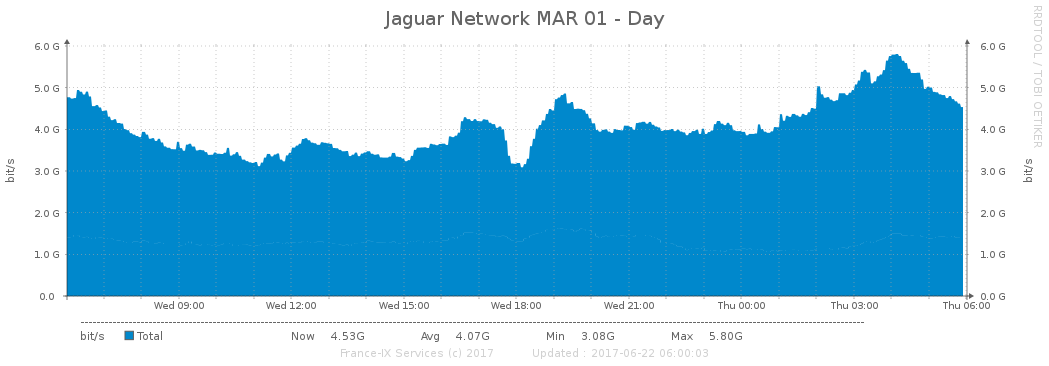 Jaguar Network MAR 01 - Day
RRDTOOL / TOBI OETIKER
6.0 G 6.0 G
5.0 G 5.0 G
4.0 G 4.0 G
3.0 G 3.0 G
2.0 G 2.0 G
1.0 G 1.0 G
0.0 0.0 G
bit/s
bit/s
Wed 09:00 Wed 12:00 Wed 15:00 Wed 18:00 Wed 21:00 Thu 00:00 Thu 03:00 Thu 06:00
bit/s Total Now 4.53G Avg 4.07G Min 3.08G Max 5.80G
France-IX Services (c) 2017 Updated : 2017-06-22 06:00:03